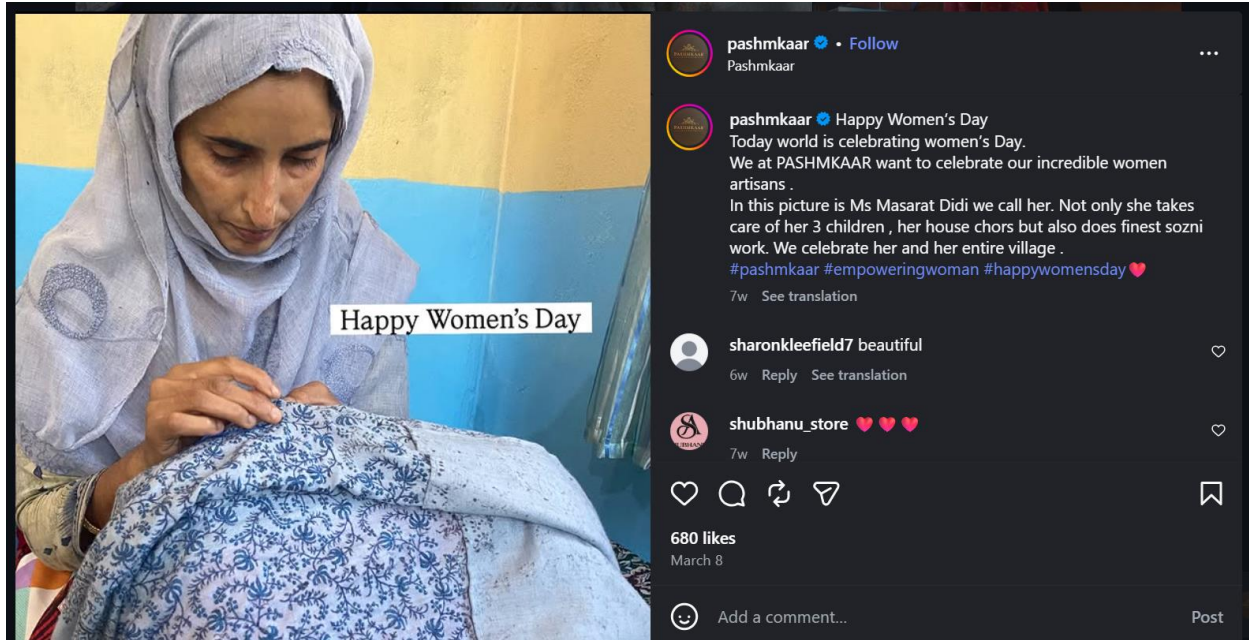 Happy Women's Day
pashmkaar • Follow
Pashmkaar
pashmkaar Happy Women's Day
Today world is celebrating women's Day.
We at PASHMKAAR want to celebrate our incredible women
artisans .
In this picture is Ms Masarat Didi we call her. Not only she takes
care of her 3 children , her house chors but also does finest sozni
work. We celebrate her and her entire village .
#pashmkaar #empoweringwoman #happywomensday❤️
7w See translation
sharonkleefield7 beautiful
6w Reply See translation
shubhanu_store ❤️ ❤️ ❤️
7w Reply
680 likes
March 8
Add a comment...
Post